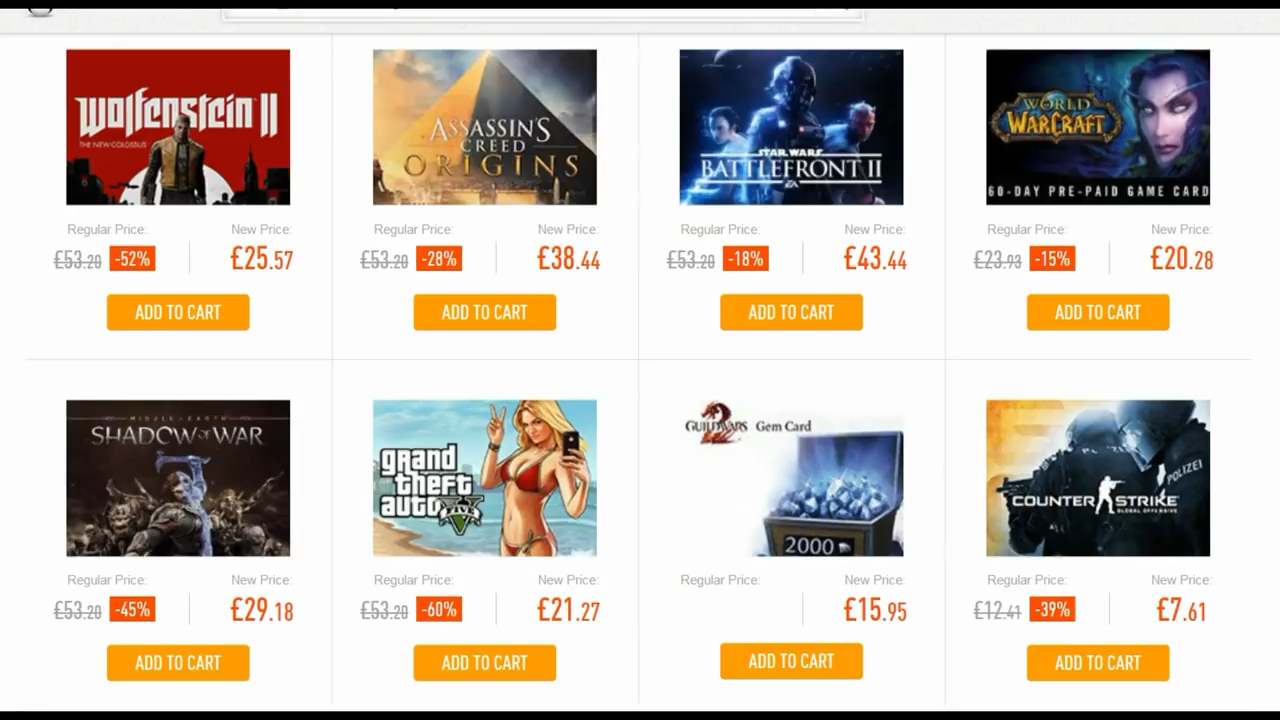 WOLFENSTEIN II
THE NEW COLOSSUS
ASSASSIN'S
CREED
ORIGINS
STAR WARS
BATTLEFRONT II
EA
WORLD
WARCRAFT
60-DAY PRE-PAID GAME CARD
Regular Price: New Price:
£53.20 -52% £25.57
Regular Price: New Price:
£53.20 -28% £38.44
Regular Price: New Price:
£53.20 -18% £43.44
Regular Price: New Price:
£23.93 -15% £20.28
ADD TO CART
ADD TO CART
ADD TO CART
ADD TO CART
MIDDLE-EARTH
SHADOW OF WAR
grand
theft
auto V
FIVE
GUILD WARS 2 Gem Card
2000
POLIZEI
COUNTER STRIKE
GLOBAL OFFENSIVE
Regular Price: New Price:
£53.20 -45% £29.18
Regular Price: New Price:
£53.20 -60% £21.27
Regular Price: New Price:
£15.95
Regular Price: New Price:
£12.41 -39% £7.61
ADD TO CART
ADD TO CART
ADD TO CART
ADD TO CART